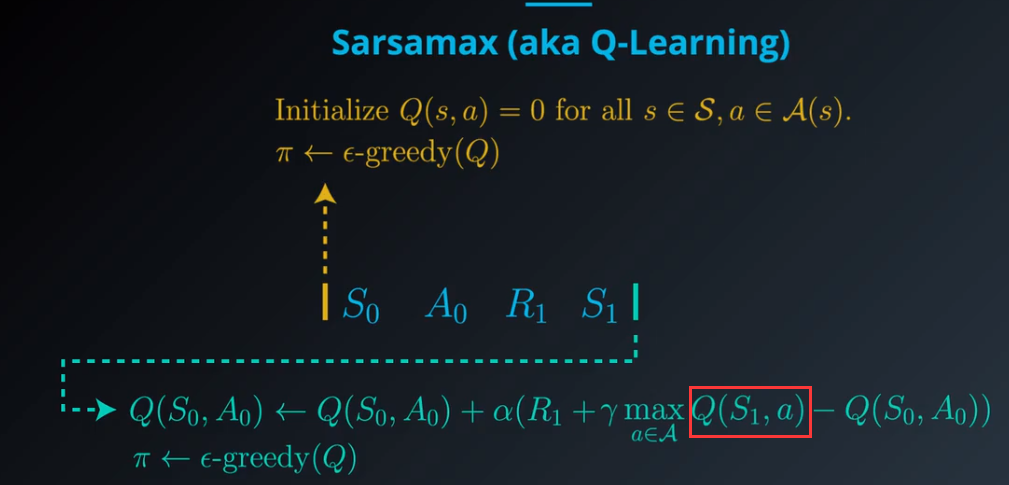 Sarsamax (aka Q-Learning)
Initialize Q(s, a) = 0 for all s ∈ 𝒮, a ∈ 𝒜(s).
π ← ϵ-greedy(Q)
S₀ A₀ R₁ S₁
Q(S₀, A₀) ← Q(S₀, A₀) + α(R₁ + γ max_{a∈𝒜} Q(S₁, a) − Q(S₀, A₀))
π ← ϵ-greedy(Q)